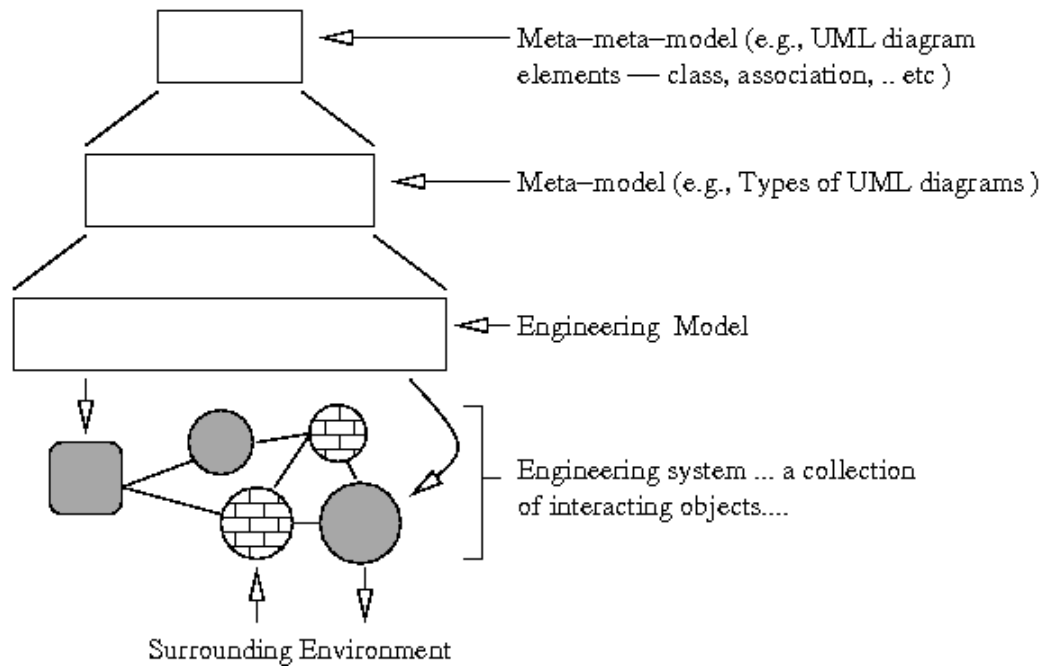 Meta–meta–model (e.g., UML diagram
elements — class, association, .. etc )
Meta–model (e.g., Types of UML diagrams )
Engineering Model
Engineering system ... a collection
of interacting objects....
Surrounding Environment